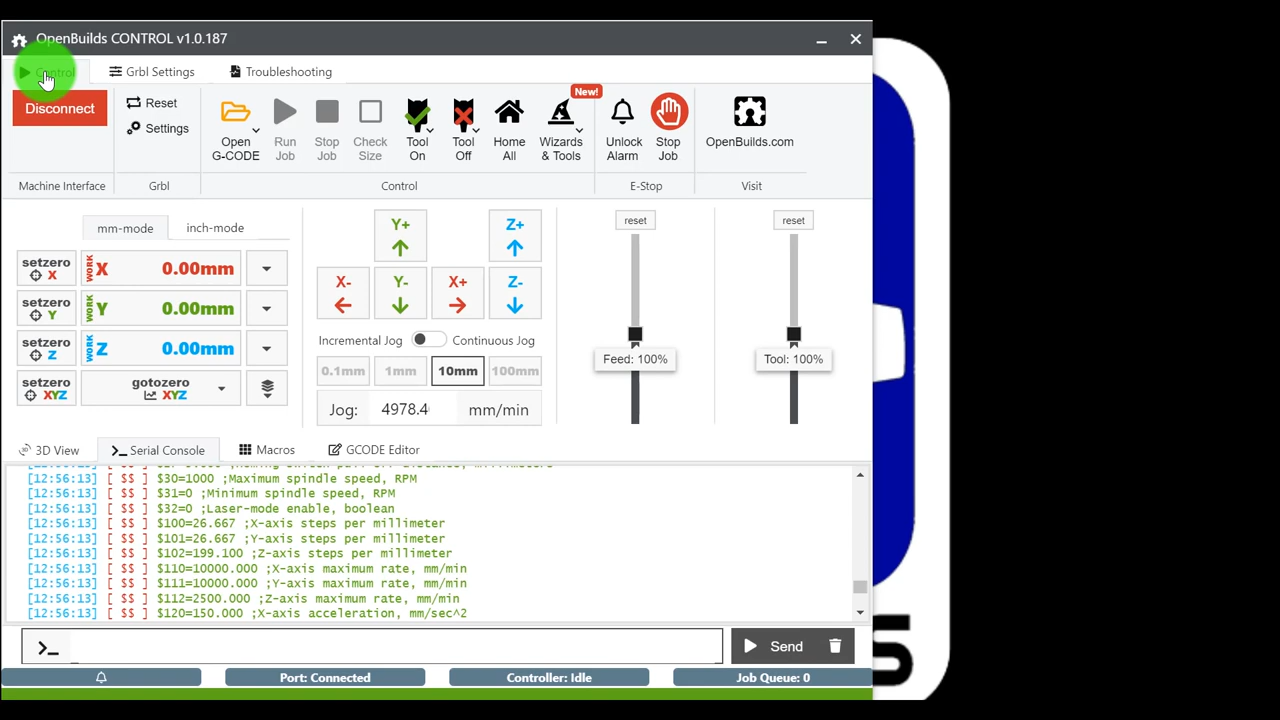 OpenBuilds CONTROL v1.0.187
Control Grbl Settings Troubleshooting
Disconnect
Reset
Settings
Open G-CODE
Run Job
Stop Job
Check Size
Tool On
Tool Off
Home All
Wizards & Tools
New!
Unlock Alarm
Stop Job
OpenBuilds.com
Machine Interface Grbl Control E-Stop Visit
mm-mode inch-mode
setzero X WORK X 0.00mm
setzero Y WORK Y 0.00mm
setzero Z WORK Z 0.00mm
setzero XYZ gotozero XYZ
Y+ Z+
X- Y- X+ Z-
Incremental Jog Continuous Jog
0.1mm 1mm 10mm 100mm
Jog: 4978.4 mm/min
reset reset
Feed: 100% Tool: 100%
3D View Serial Console Macros GCODE Editor
[12:56:13] [ $$ ] $30=1000 ;Maximum spindle speed, RPM
[12:56:13] [ $$ ] $31=0 ;Minimum spindle speed, RPM
[12:56:13] [ $$ ] $32=0 ;Laser-mode enable, boolean
[12:56:13] [ $$ ] $100=26.667 ;X-axis steps per millimeter
[12:56:13] [ $$ ] $101=26.667 ;Y-axis steps per millimeter
[12:56:13] [ $$ ] $102=199.100 ;Z-axis steps per millimeter
[12:56:13] [ $$ ] $110=10000.000 ;X-axis maximum rate, mm/min
[12:56:13] [ $$ ] $111=10000.000 ;Y-axis maximum rate, mm/min
[12:56:13] [ $$ ] $112=2500.000 ;Z-axis maximum rate, mm/min
[12:56:13] [ $$ ] $120=150.000 ;X-axis acceleration, mm/sec^2
>_ Send
Port: Connected Controller: Idle Job Queue: 0
S